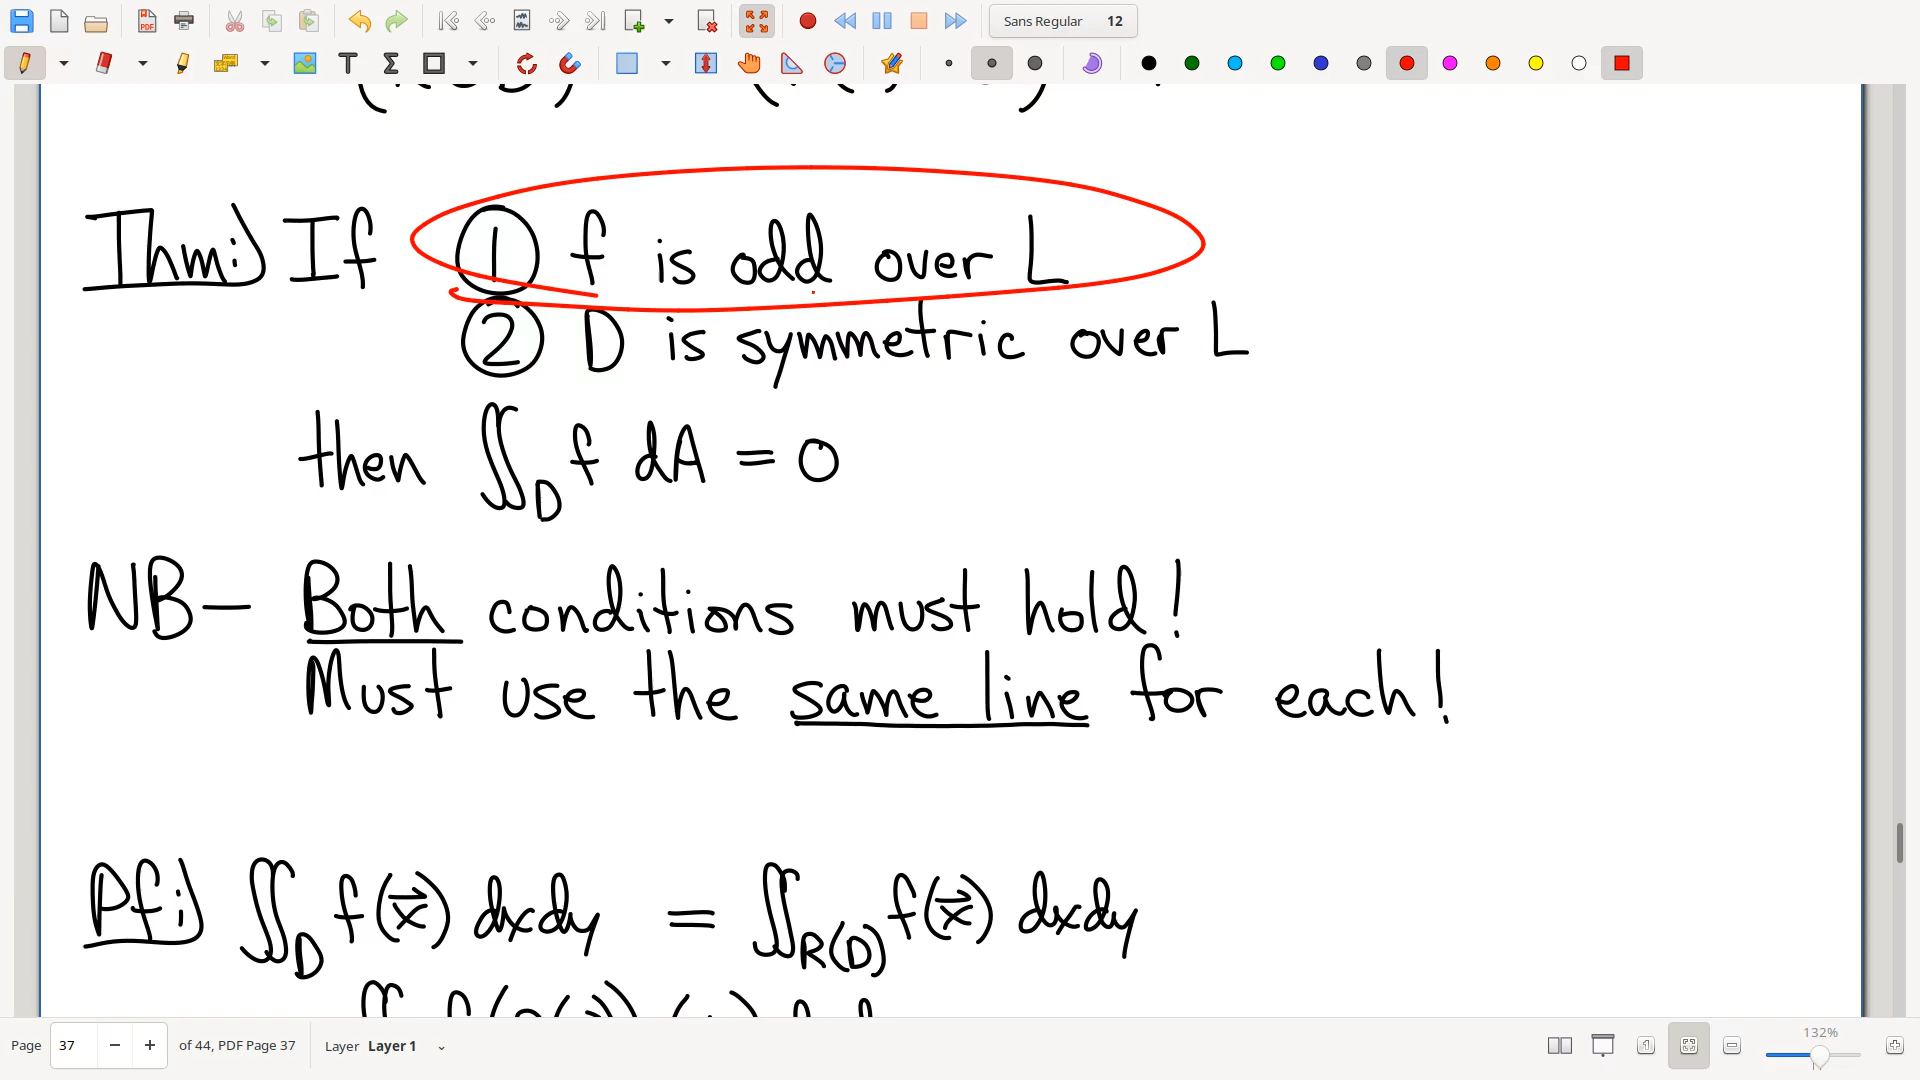 Sans Regular 12
Thm:) If ① f is odd over L
② D is symmetric over L
then ∬_D f dA = 0
NB— Both conditions must hold!
Must use the same line for each!
Pf:) ∬_D f(x⃗) dxdy = ∬_R(D) f(x⃗) dxdy
Page 37 of 44, PDF Page 37 Layer Layer 1 132%